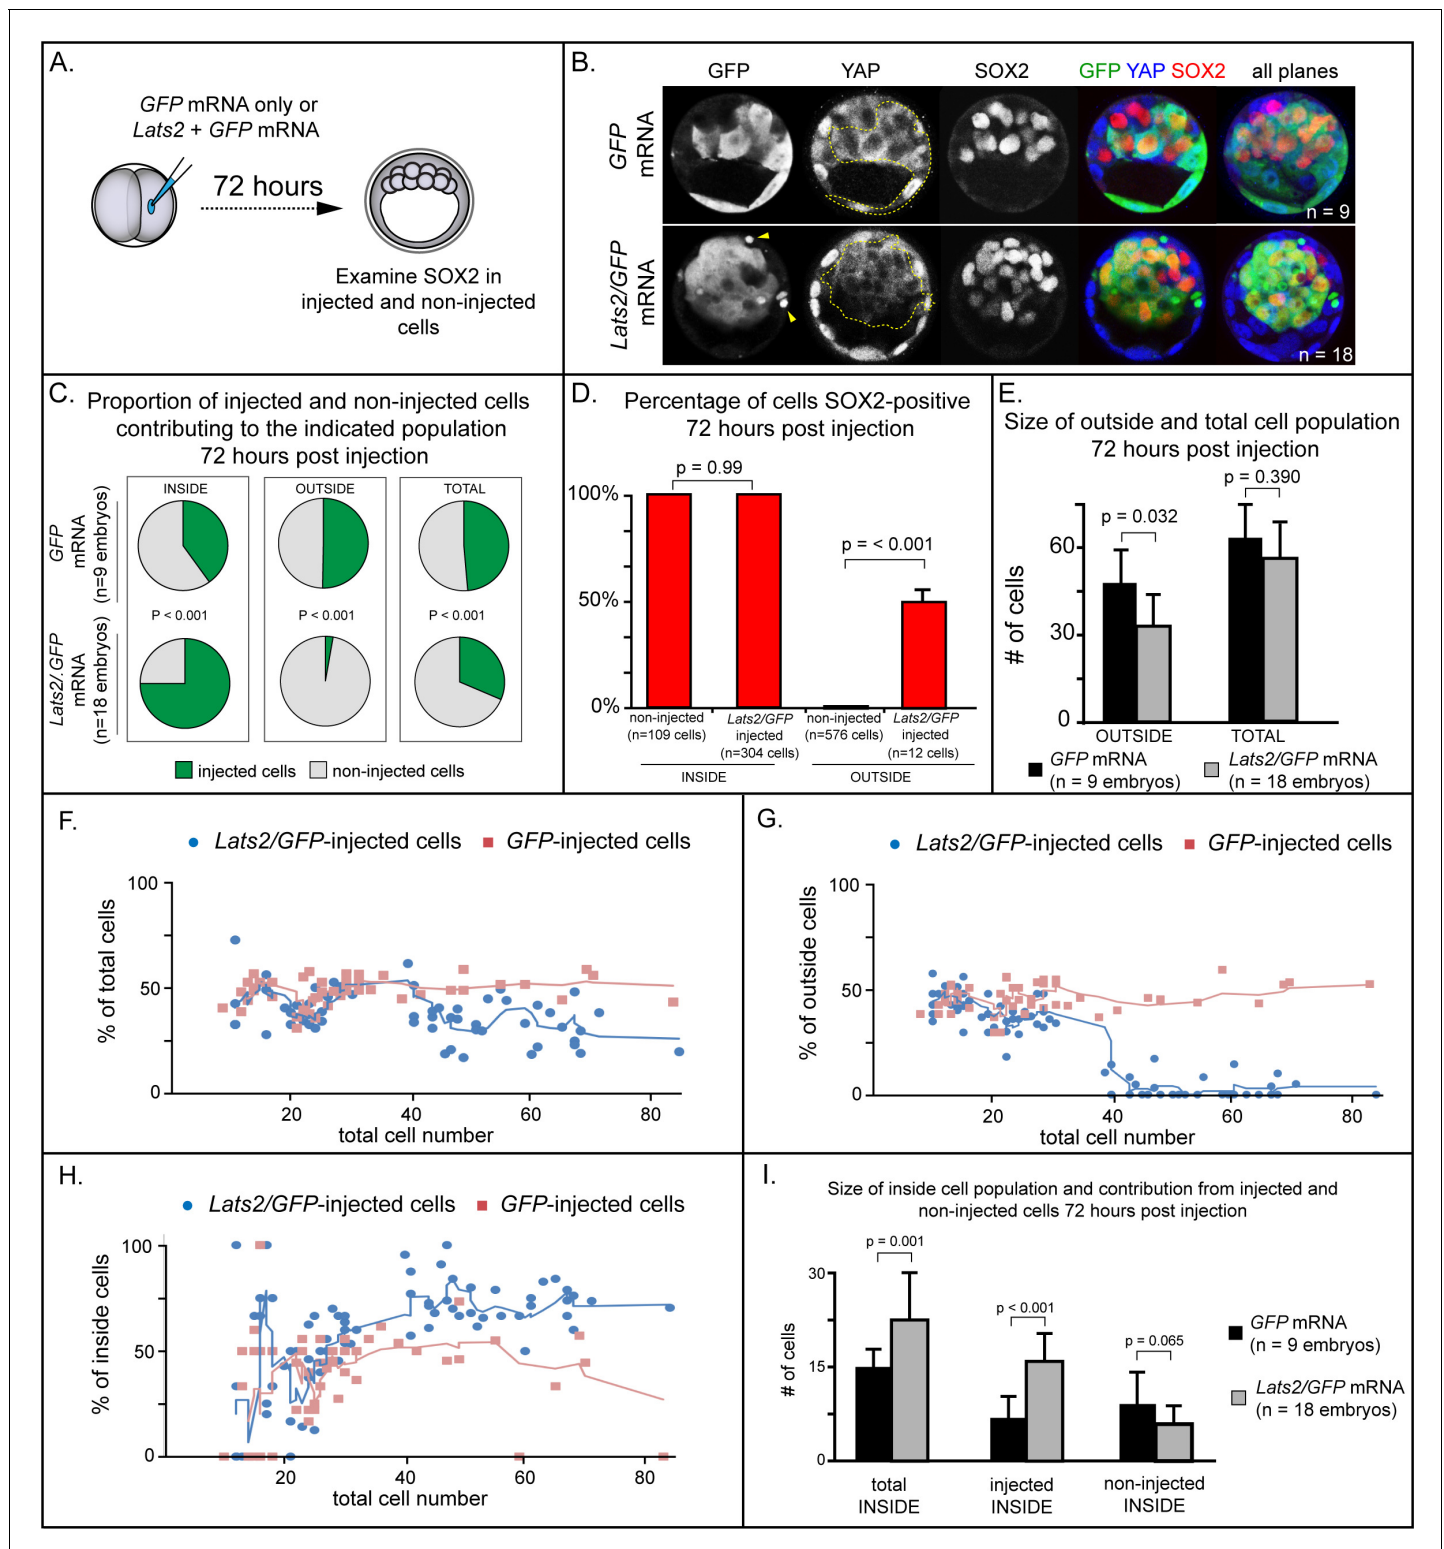 A.
GFP mRNA only or
Lats2 + GFP mRNA
72 hours
Examine SOX2 in
injected and non-injected
cells
B.
GFP YAP SOX2 GFP YAP SOX2 all planes
GFP
mRNA
n = 9
Lats2/GFP
mRNA
n = 18
C.
Proportion of injected and non-injected cells
contributing to the indicated population
72 hours post injection
INSIDE OUTSIDE TOTAL
GFP
mRNA
(n=9 embryos)
P < 0.001 P < 0.001 P < 0.001
Lats2/.GFP
mRNA
(n=18 embryos)
injected cells non-injected cells
D.
Percentage of cells SOX2-positive
72 hours post injection
p = 0.99
100%
p = < 0.001
50%
0%
non-injected Lats2/GFP non-injected Lats2/GFP
(n=109 cells) injected (n=576 cells) injected
(n=304 cells) (n=12 cells)
INSIDE OUTSIDE
E.
Size of outside and total cell population
72 hours post injection
p = 0.390
p = 0.032
# of cells
60
30
0
OUTSIDE TOTAL
GFP mRNA Lats2/GFP mRNA
(n = 9 embryos) (n = 18 embryos)
F.
Lats2/GFP-injected cells GFP-injected cells
% of total cells
100
50
0
20 40 60 80
total cell number
G.
Lats2/GFP-injected cells GFP-injected cells
% of outside cells
100
50
0
20 40 60 80
total cell number
H.
Lats2/GFP-injected cells GFP-injected cells
% of inside cells
100
50
0
20 40 60 80
total cell number
I.
Size of inside cell population and contribution from injected and
non-injected cells 72 hours post injection
p = 0.001
p < 0.001
p = 0.065
# of cells
30
15
0
total injected non-injected
INSIDE INSIDE INSIDE
GFP mRNA
(n = 9 embryos)
Lats2/GFP mRNA
(n = 18 embryos)